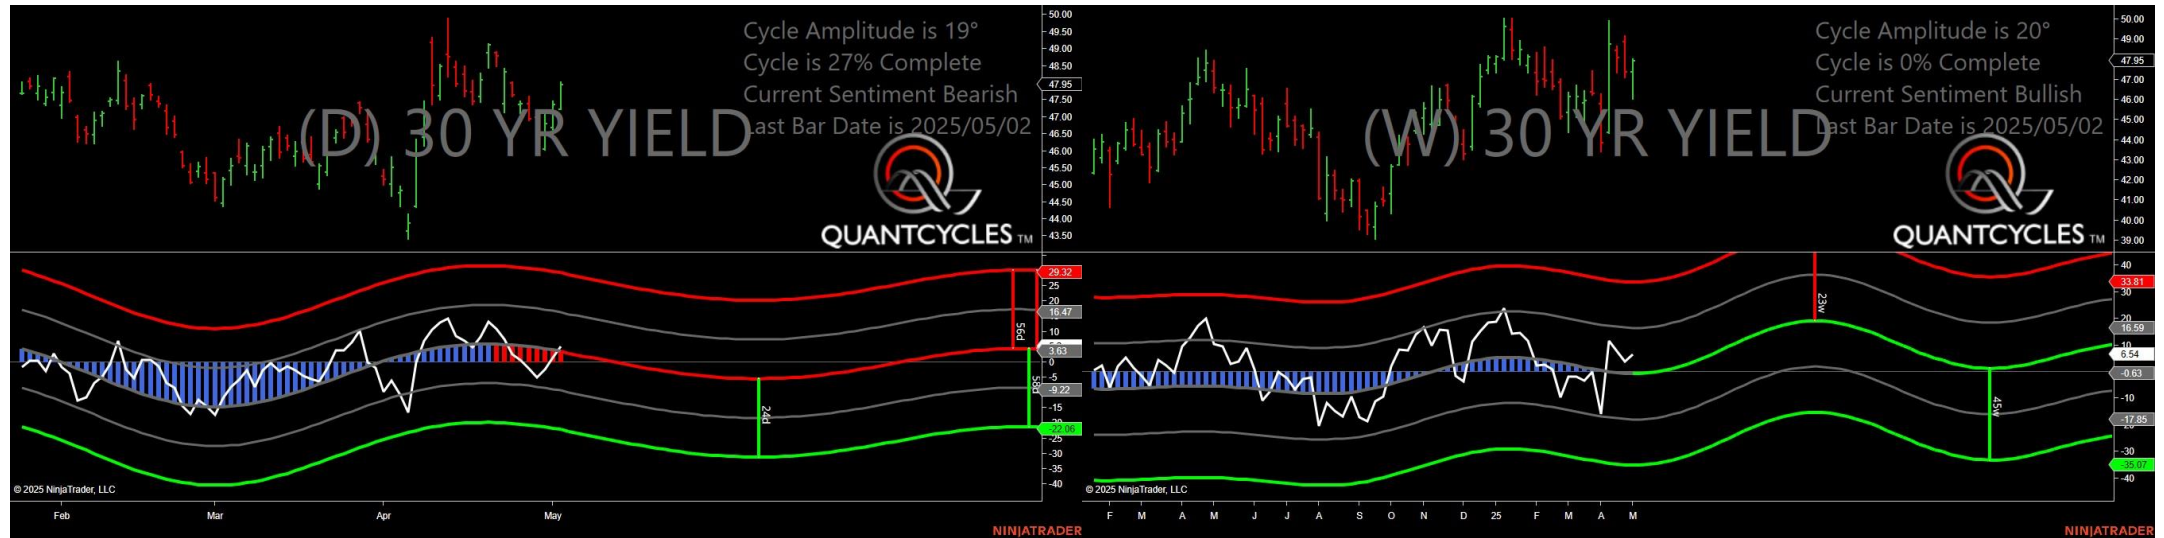 Cycle Amplitude is 19°
Cycle is 27% Complete
Current Sentiment Bearish
Last Bar Date is 2025/05/02
(D) 30 YR YIELD
QUANTCYCLES TM
50.00
49.50
49.00
48.50
47.95
47.50
47.00
46.50
46.00
45.50
45.00
44.50
44.00
43.50
29.32
25
20
16.47
10
3.63
0
-5
-9.22
-15
-22.06
-25
-30
-35
-40
56d
24d
© 2025 NinjaTrader, LLC
Feb Mar Apr May
NINJATRADER
Cycle Amplitude is 20°
Cycle is 0% Complete
Current Sentiment Bullish
Last Bar Date is 2025/05/02
(W) 30 YR YIELD
QUANTCYCLES TM
50.00
49.00
47.95
47.00
46.00
45.00
44.00
43.00
42.00
41.00
40.00
39.00
40
33.81
30
20
16.59
10
6.54
-0.63
-10
-17.85
-30
-35.07
-40
23w
45w
© 2025 NinjaTrader, LLC
F M A M J J A S O N D 25 F M A M
NINJATRADER